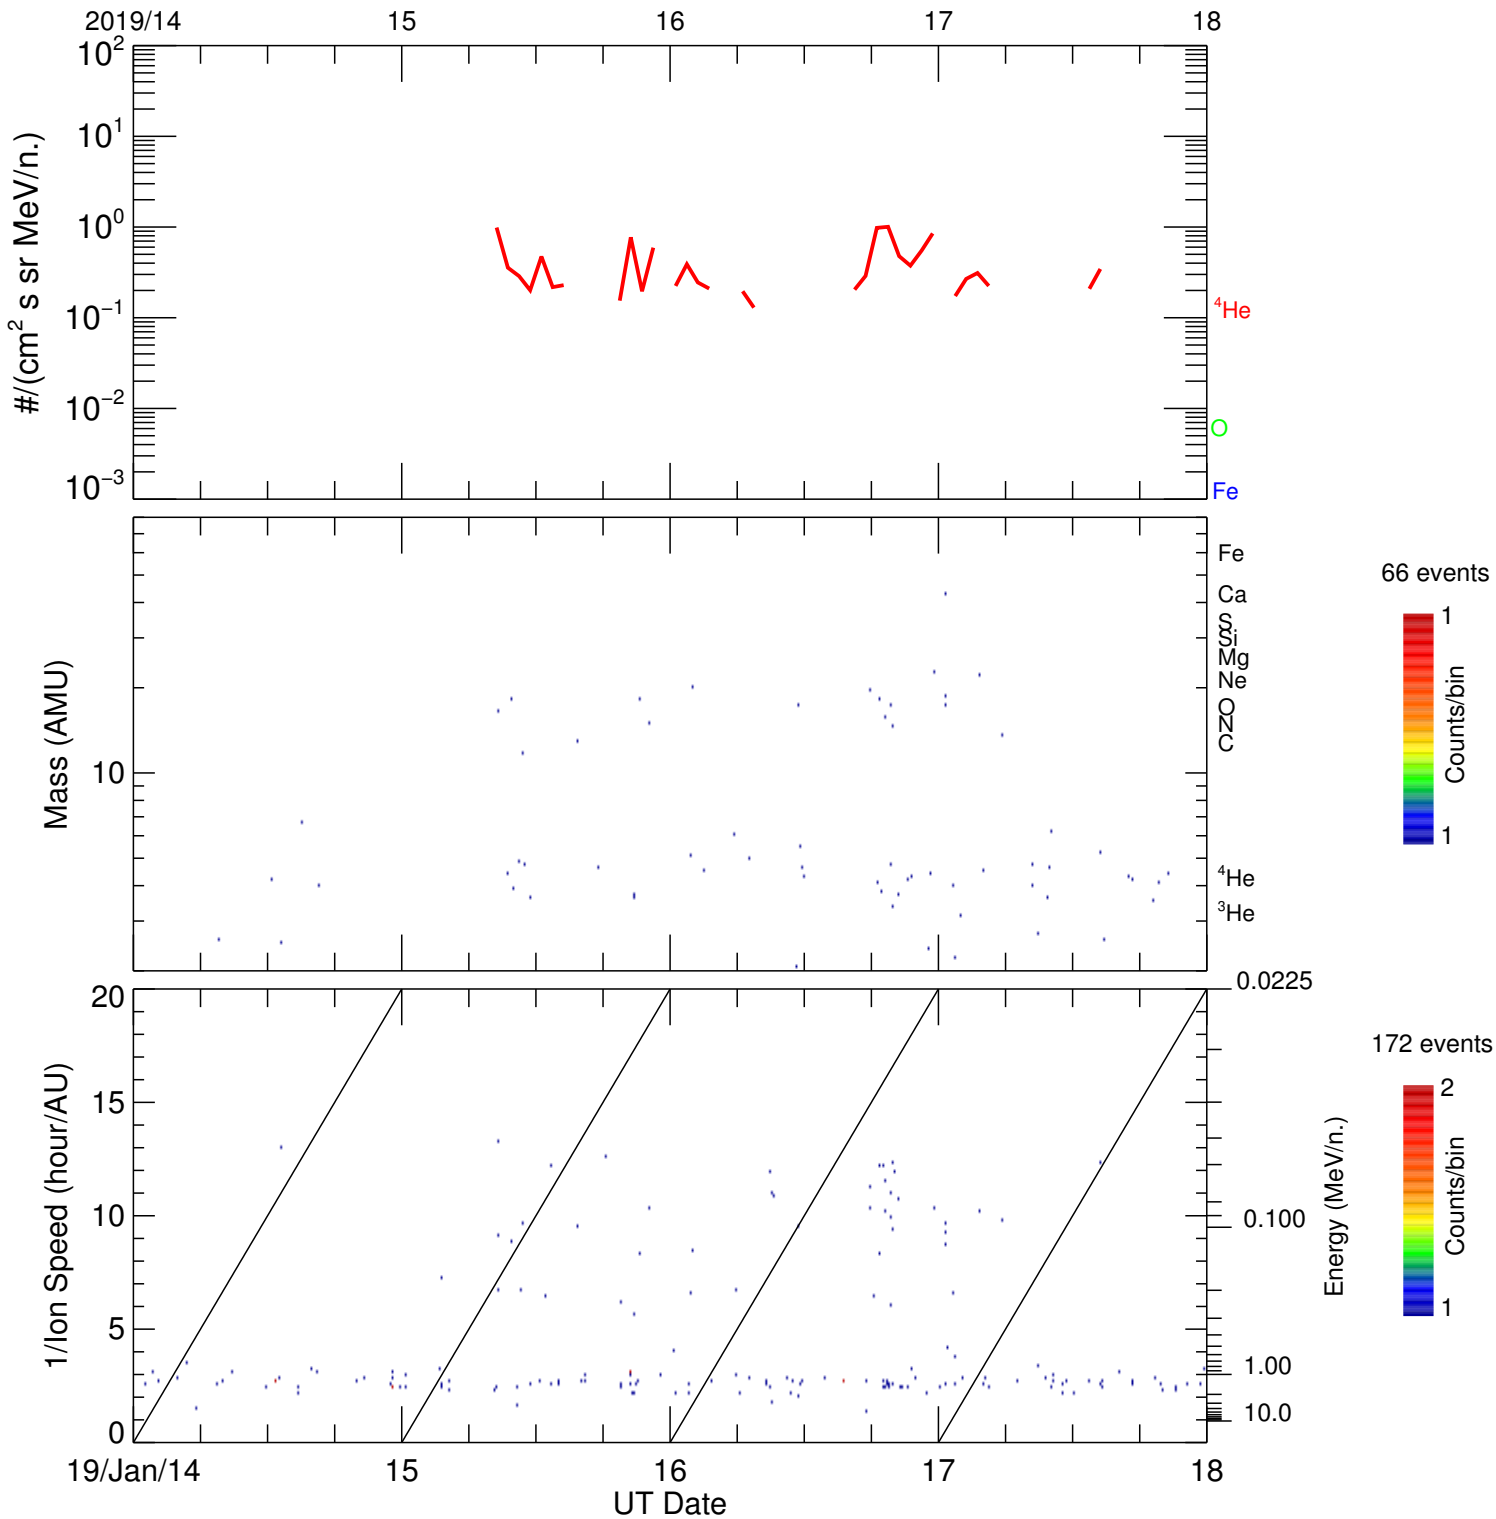 2019/14 15 16 17 18
10^2
10^1
10^0
10^−1
10^−2
10^−3
#/(cm^2 s sr MeV/n.)
^4He
O
Fe
Mass (AMU)
10
Fe
Ca
S
Si
Mg
Ne
O
N
C
^4He
^3He
66 events
1
Counts/bin
1
1/Ion Speed (hour/AU)
20
15
10
5
0
0.0225
0.100
1.00
10.0
Energy (MeV/n.)
172 events
2
Counts/bin
1
19/Jan/14 15 16 17 18
UT Date